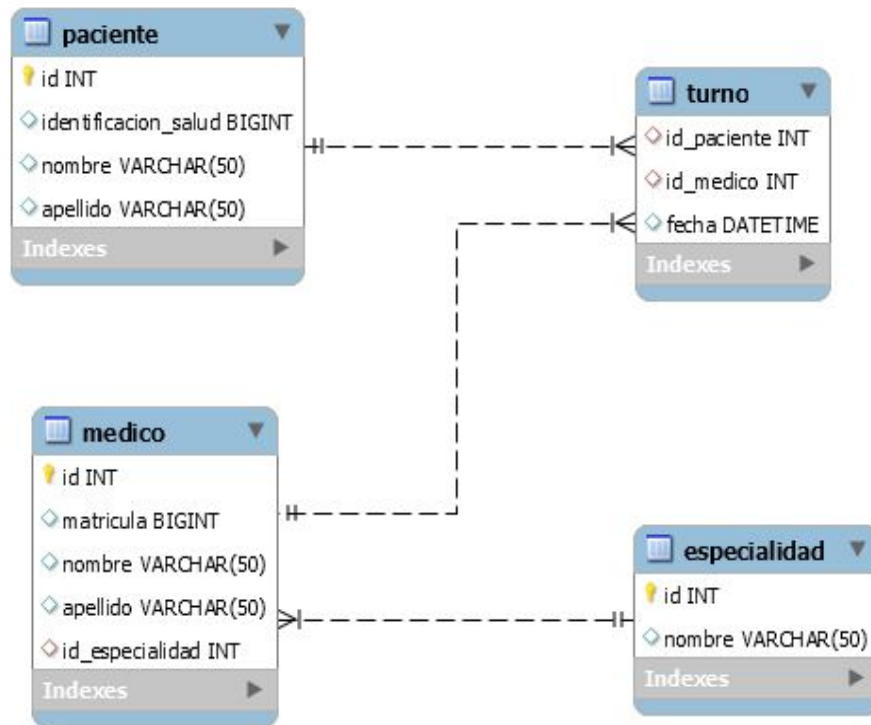 paciente
id INT
identificacion_salud BIGINT
nombre VARCHAR(50)
apellido VARCHAR(50)
Indexes
turno
id_paciente INT
id_medico INT
fecha DATETIME
Indexes
medico
id INT
matricula BIGINT
nombre VARCHAR(50)
apellido VARCHAR(50)
id_especialidad INT
Indexes
especialidad
id INT
nombre VARCHAR(50)
Indexes